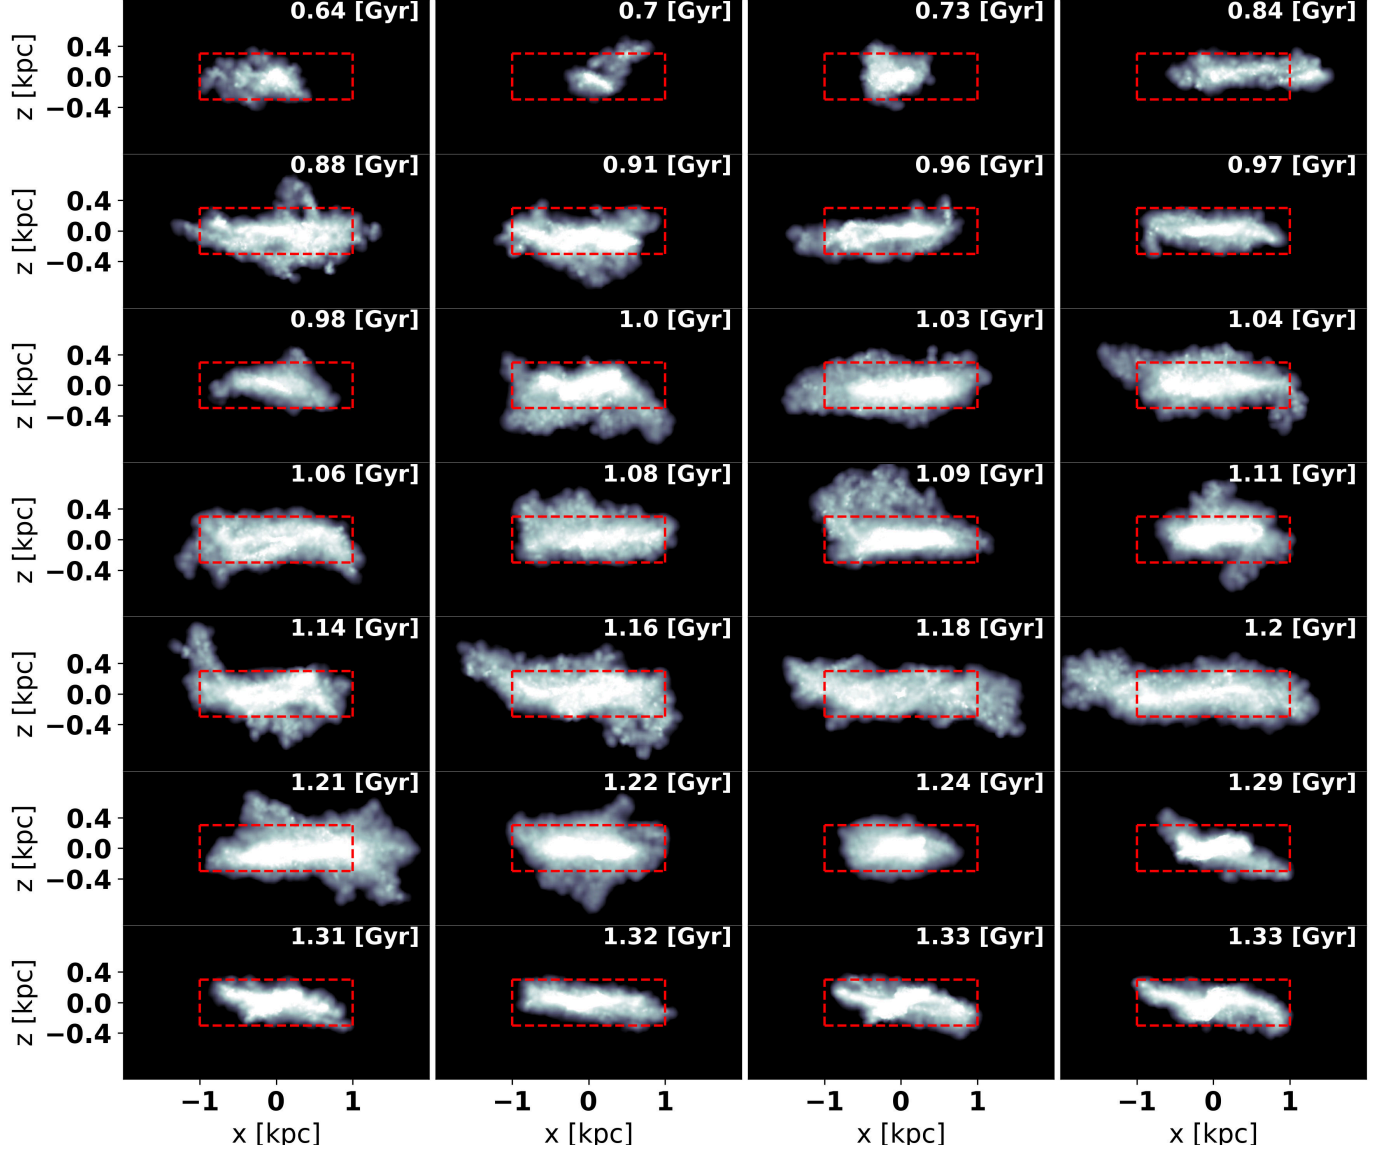 0.64 [Gyr] 0.7 [Gyr] 0.73 [Gyr] 0.84 [Gyr]
z [kpc] 0.4 0.0 −0.4
0.88 [Gyr] 0.91 [Gyr] 0.96 [Gyr] 0.97 [Gyr]
z [kpc] 0.4 0.0 −0.4
0.98 [Gyr] 1.0 [Gyr] 1.03 [Gyr] 1.04 [Gyr]
z [kpc] 0.4 0.0 −0.4
1.06 [Gyr] 1.08 [Gyr] 1.09 [Gyr] 1.11 [Gyr]
z [kpc] 0.4 0.0 −0.4
1.14 [Gyr] 1.16 [Gyr] 1.18 [Gyr] 1.2 [Gyr]
z [kpc] 0.4 0.0 −0.4
1.21 [Gyr] 1.22 [Gyr] 1.24 [Gyr] 1.29 [Gyr]
z [kpc] 0.4 0.0 −0.4
1.31 [Gyr] 1.32 [Gyr] 1.33 [Gyr] 1.33 [Gyr]
z [kpc] 0.4 0.0 −0.4
−1 0 1 −1 0 1 −1 0 1 −1 0 1
x [kpc] x [kpc] x [kpc] x [kpc]